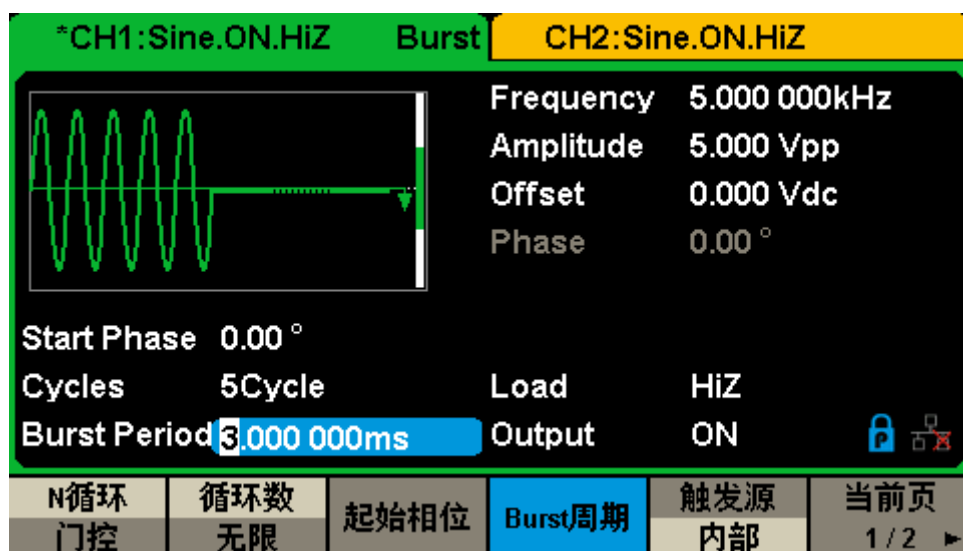 *CH1:Sine.ON.HiZ Burst CH2:Sine.ON.HiZ
Frequency 5.000 000kHz
Amplitude 5.000 Vpp
Offset 0.000 Vdc
Phase 0.00 °
Start Phase 0.00 °
Cycles 5Cycle Load HiZ
Burst Period 3.000 000ms Output ON P
N循环 循环数 起始相位 Burst周期 触发源 当前页
门控 无限 内部 1/2 ►